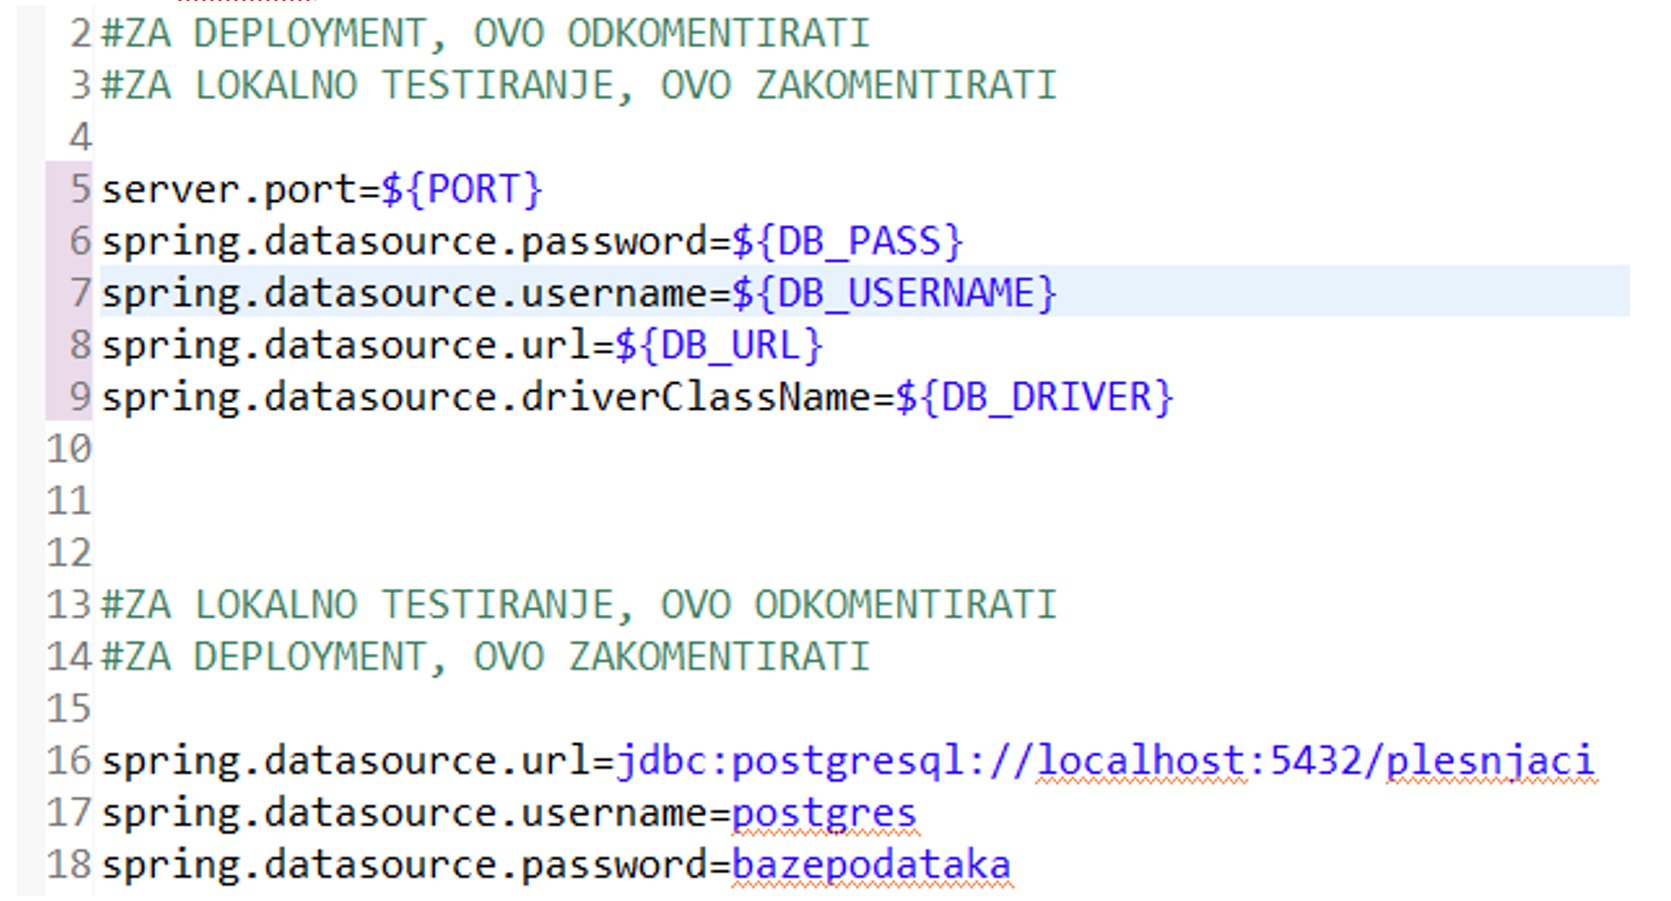 2 #ZA DEPLOYMENT, OVO ODKOMENTIRATI
3 #ZA LOKALNO TESTIRANJE, OVO ZAKOMENTIRATI
4
5 server.port=${PORT}
6 spring.datasource.password=${DB_PASS}
7 spring.datasource.username=${DB_USERNAME}
8 spring.datasource.url=${DB_URL}
9 spring.datasource.driverClassName=${DB_DRIVER}
10
11
12
13 #ZA LOKALNO TESTIRANJE, OVO ODKOMENTIRATI
14 #ZA DEPLOYMENT, OVO ZAKOMENTIRATI
15
16 spring.datasource.url=jdbc:postgresql://localhost:5432/plesnjaci
17 spring.datasource.username=postgres
18 spring.datasource.password=bazepodataka